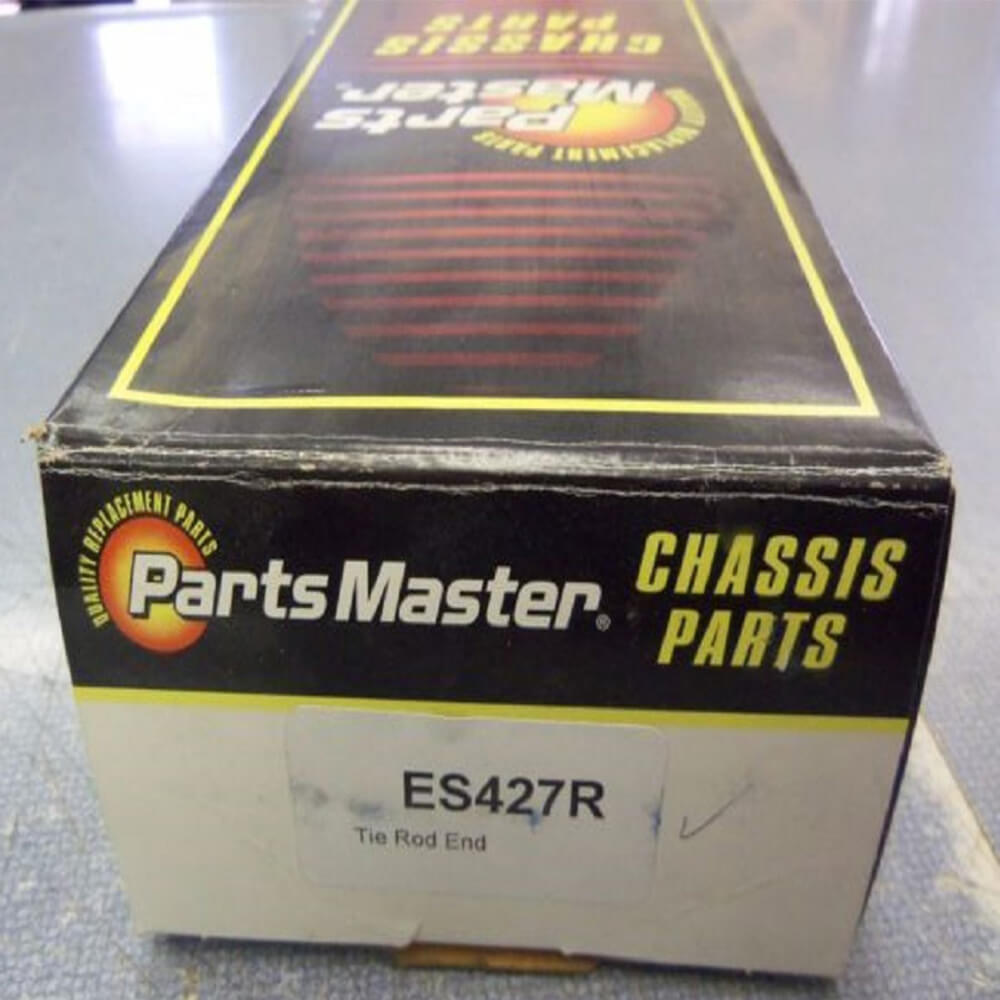 CHASSIS
PARTS
Parts
Master.
QUALITY REPLACEMENT PARTS
QUALITY REPLACEMENT PARTS
PartsMaster®
CHASSIS
PARTS
ES427R
Tie Rod End